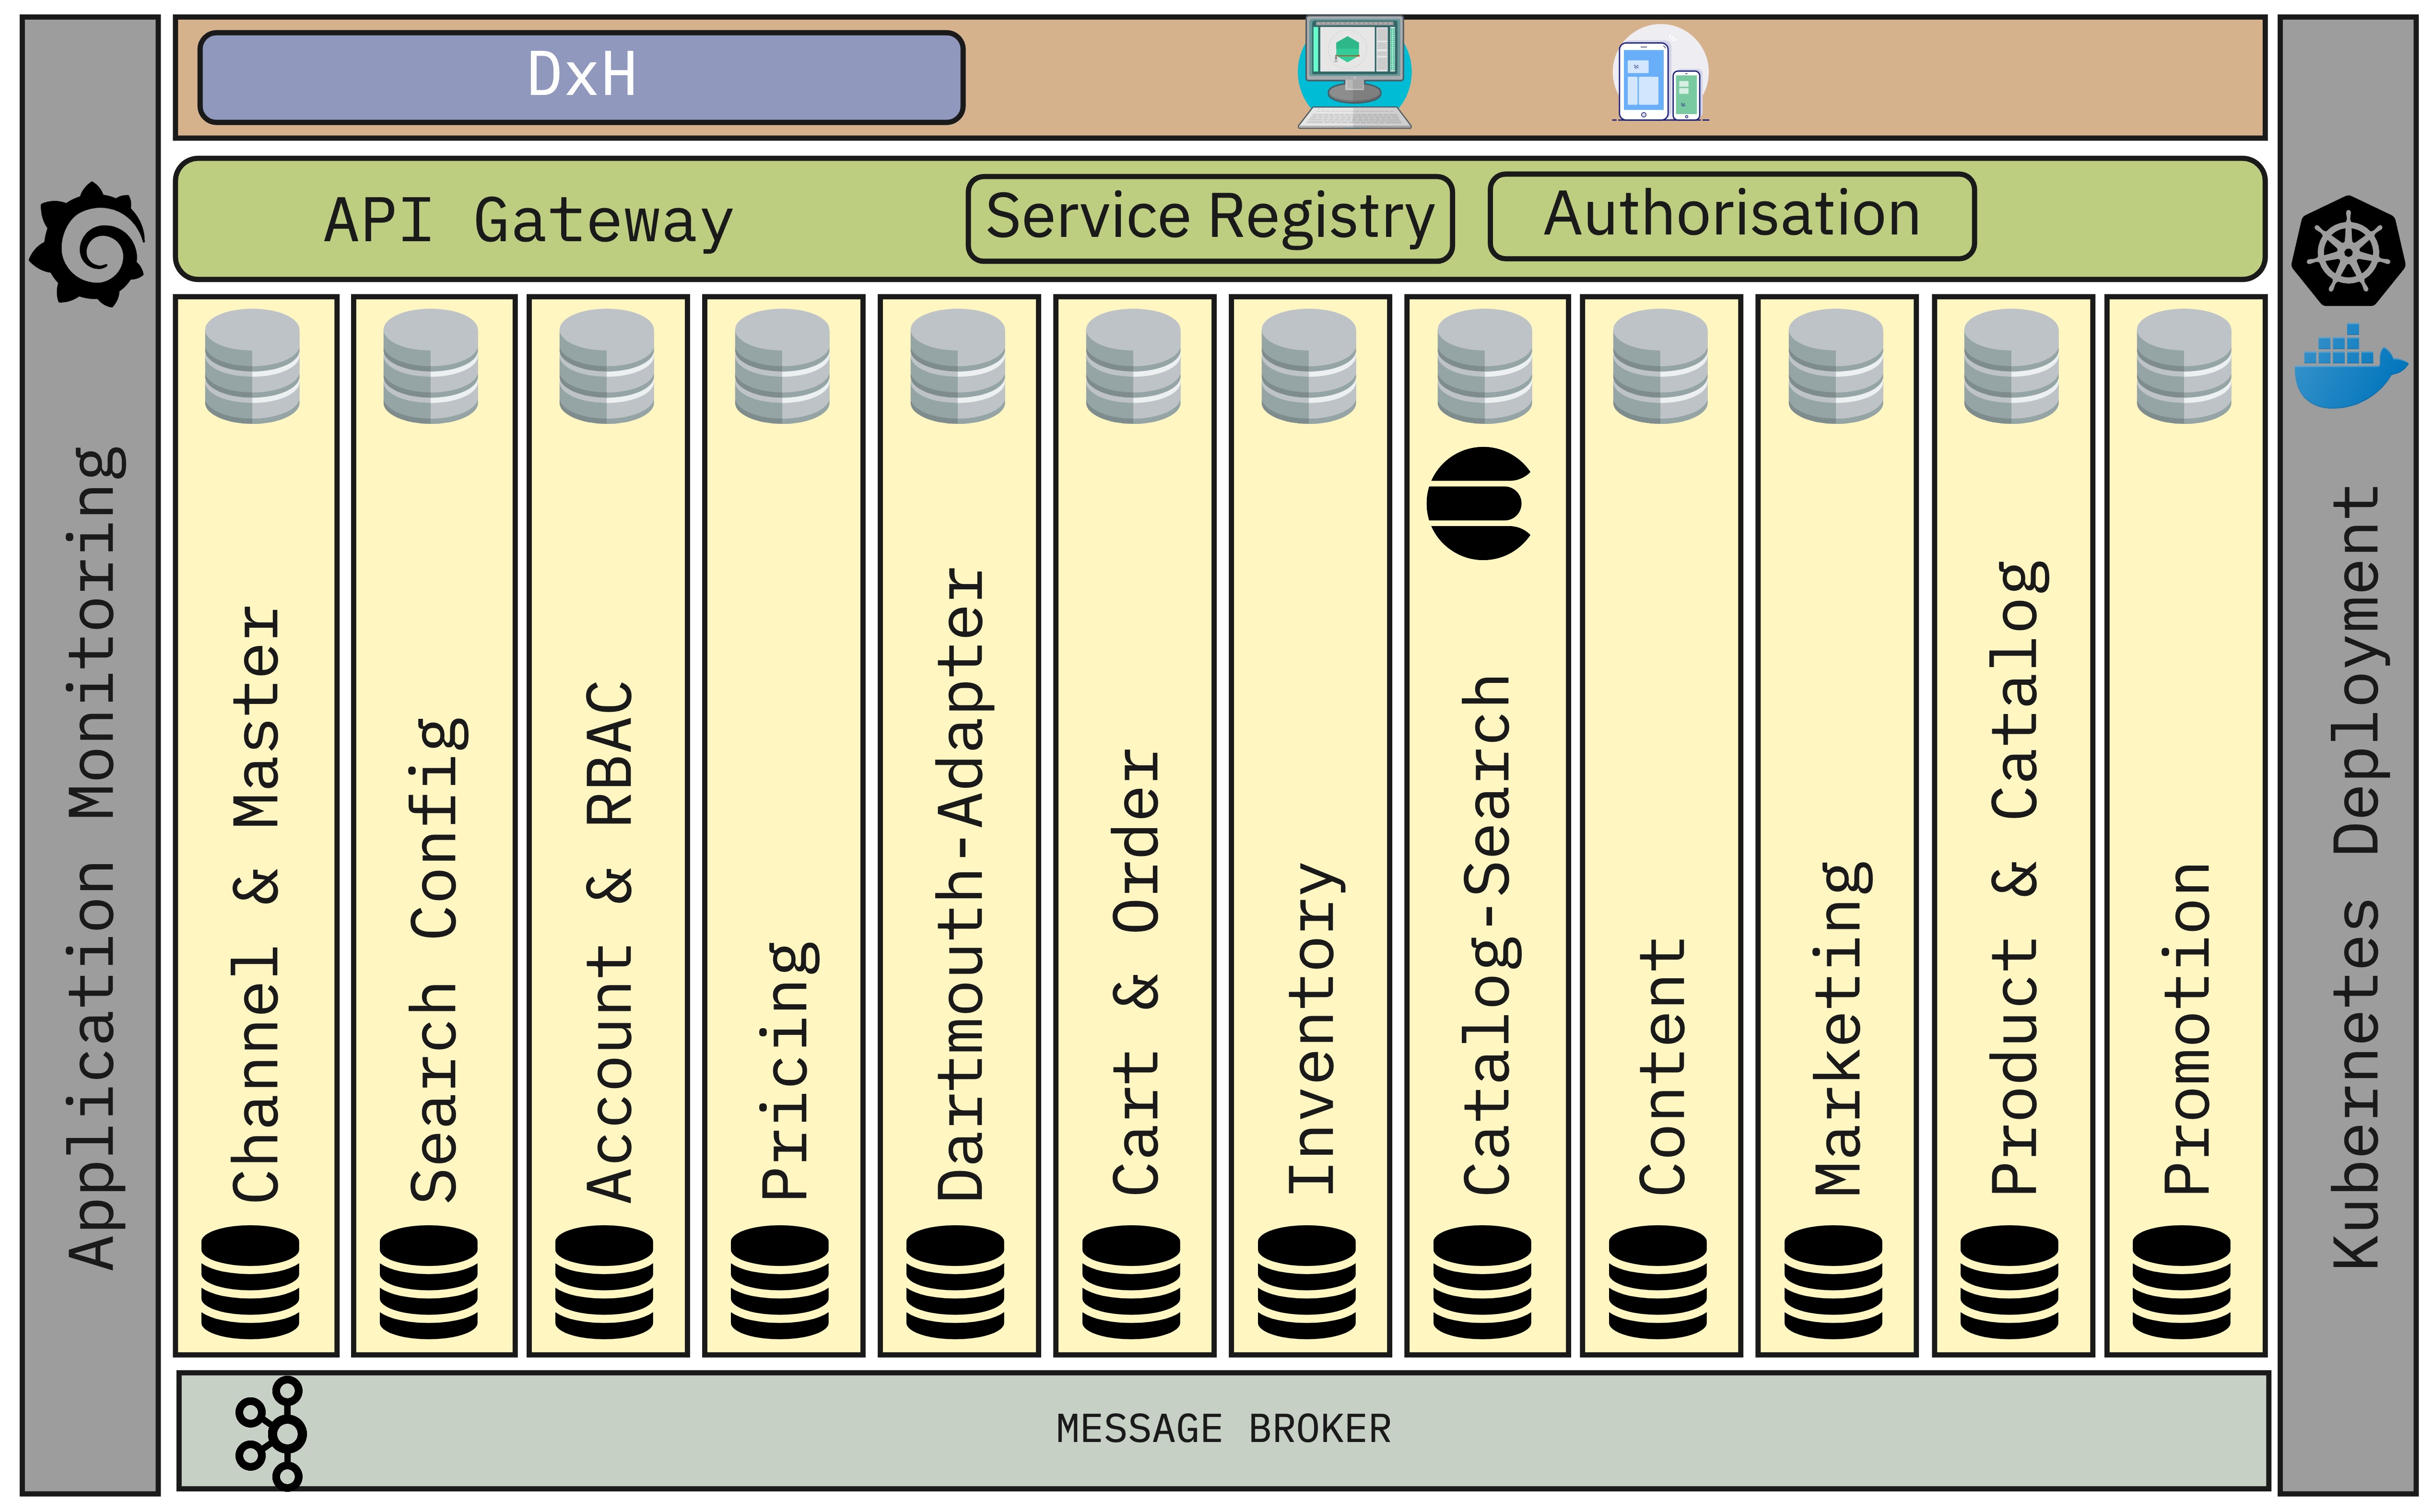 DxH
API Gateway
Service Registry
Authorisation
Application Monitoring
Channel & Master
Search Config
Account & RBAC
Pricing
Dartmouth-Adapter
Cart & Order
Inventory
Catalog-Search
Content
Marketing
Product & Catalog
Promotion
Kubernetes Deployment
MESSAGE BROKER